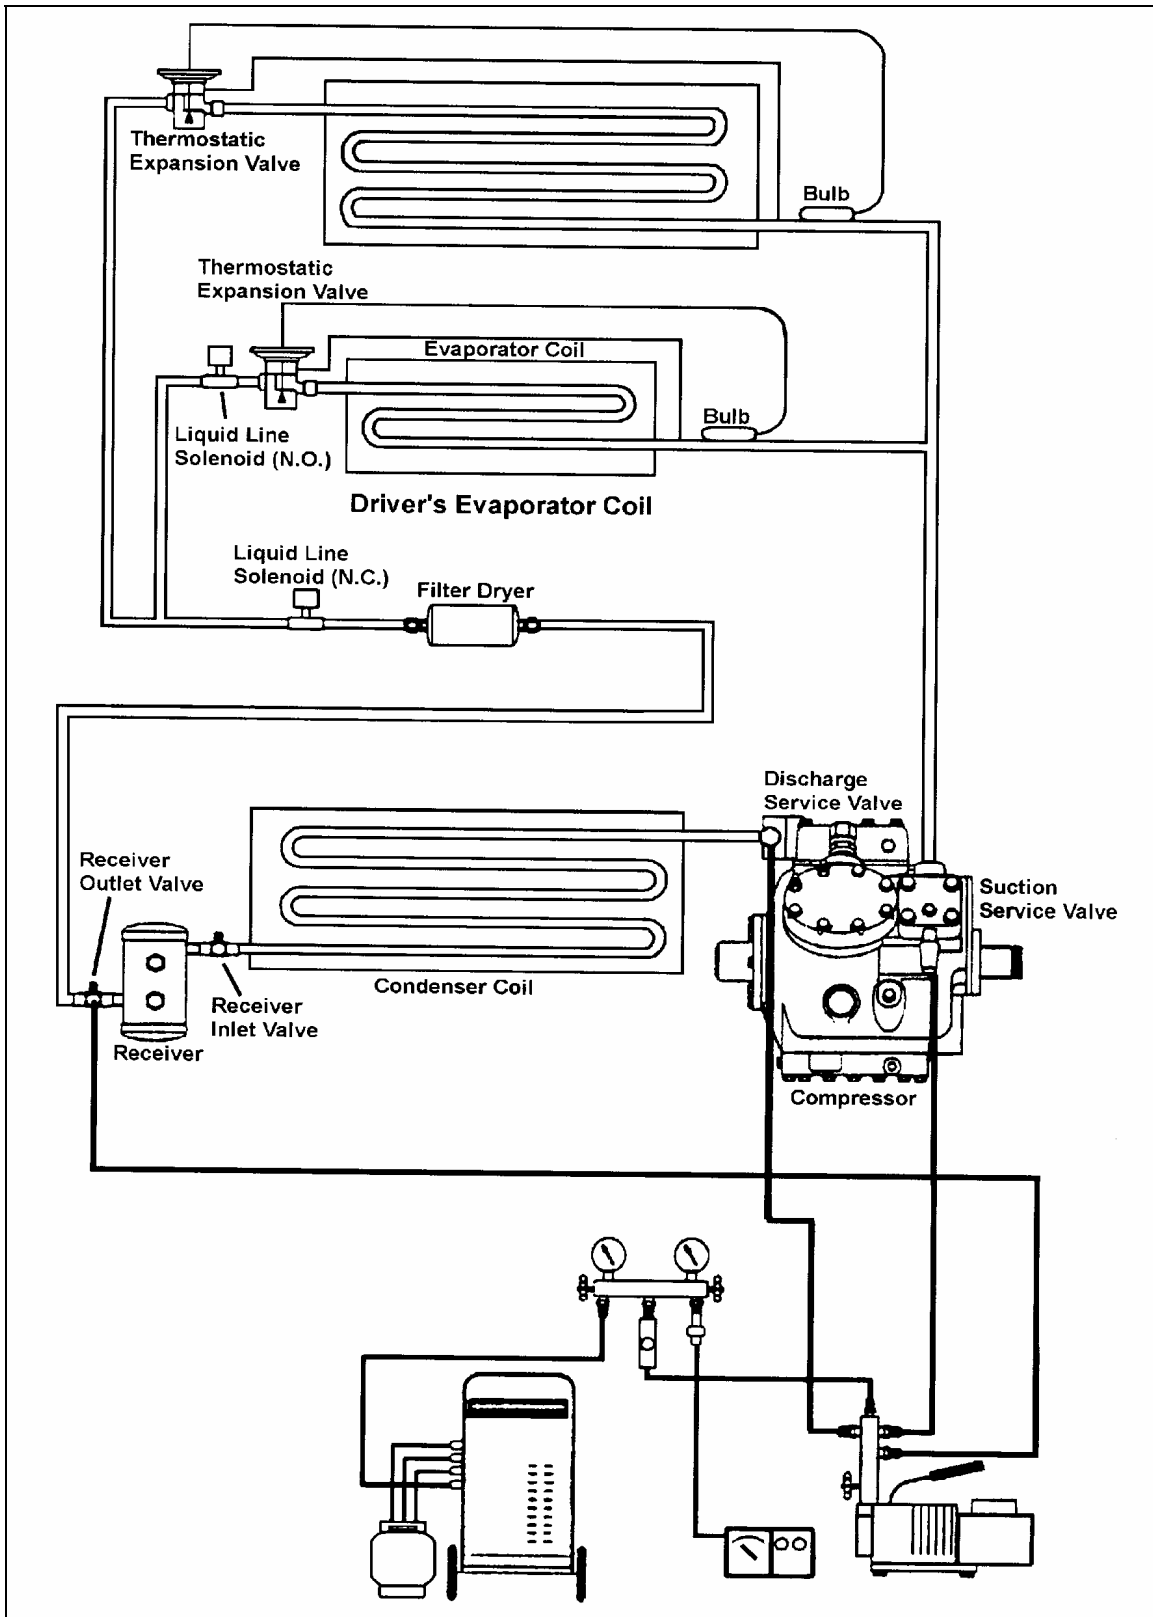 Thermostatic
Expansion Valve
Bulb
Thermostatic
Expansion Valve
Evaporator Coil
Bulb
Liquid Line
Solenoid (N.O.)
Driver's Evaporator Coil
Liquid Line
Solenoid (N.C.)
Filter Dryer
Discharge
Service Valve
Receiver
Outlet Valve
Suction
Service Valve
Condenser Coil
Receiver
Inlet Valve
Receiver
Compressor